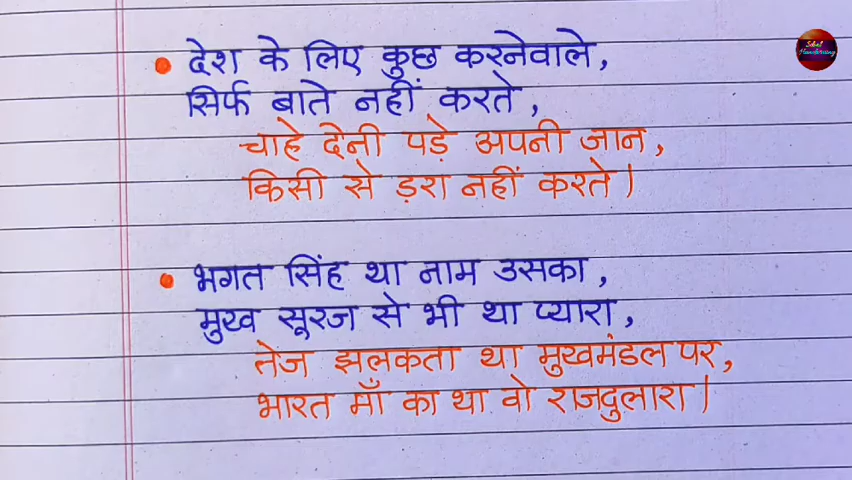 देश के लिए कुछ करनेवाले,
सिर्फ बाते नहीं करते,
चाहे देनी पड़े अपनी जान,
किसी से ड़रा नहीं करते।
भगत सिंह था नाम उसका,
मुख सूरज से भी था प्यारा,
तेज झलकता था मुखमंडल पर,
भारत माँ का था वो राजदुलारा।